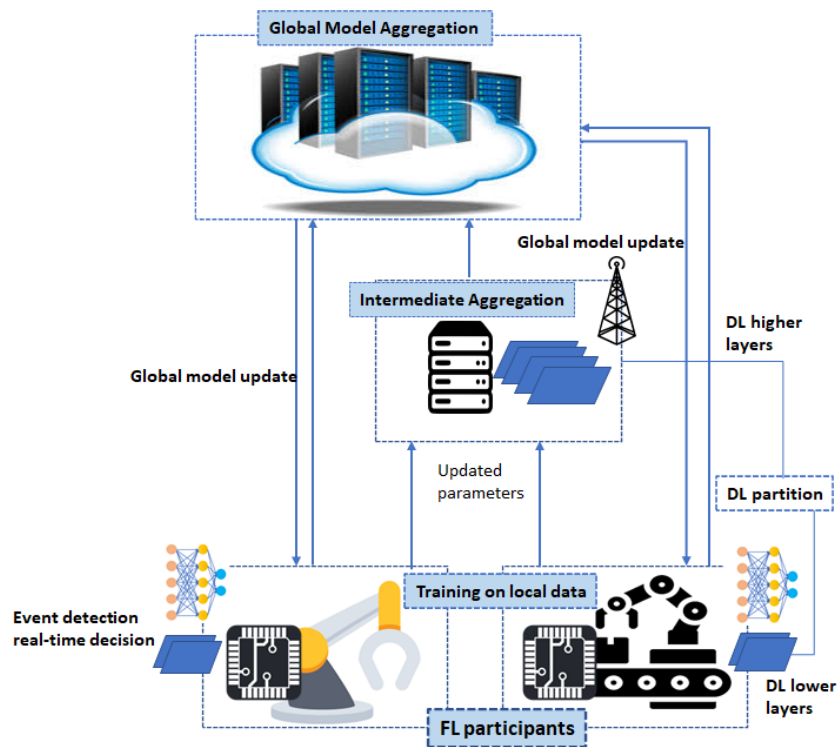 Global Model Aggregation
Global model update
Intermediate Aggregation
DL higher
layers
Global model update
Updated
parameters
DL partition
Training on local data
Event detection
real-time decision
DL lower
layers
FL participants